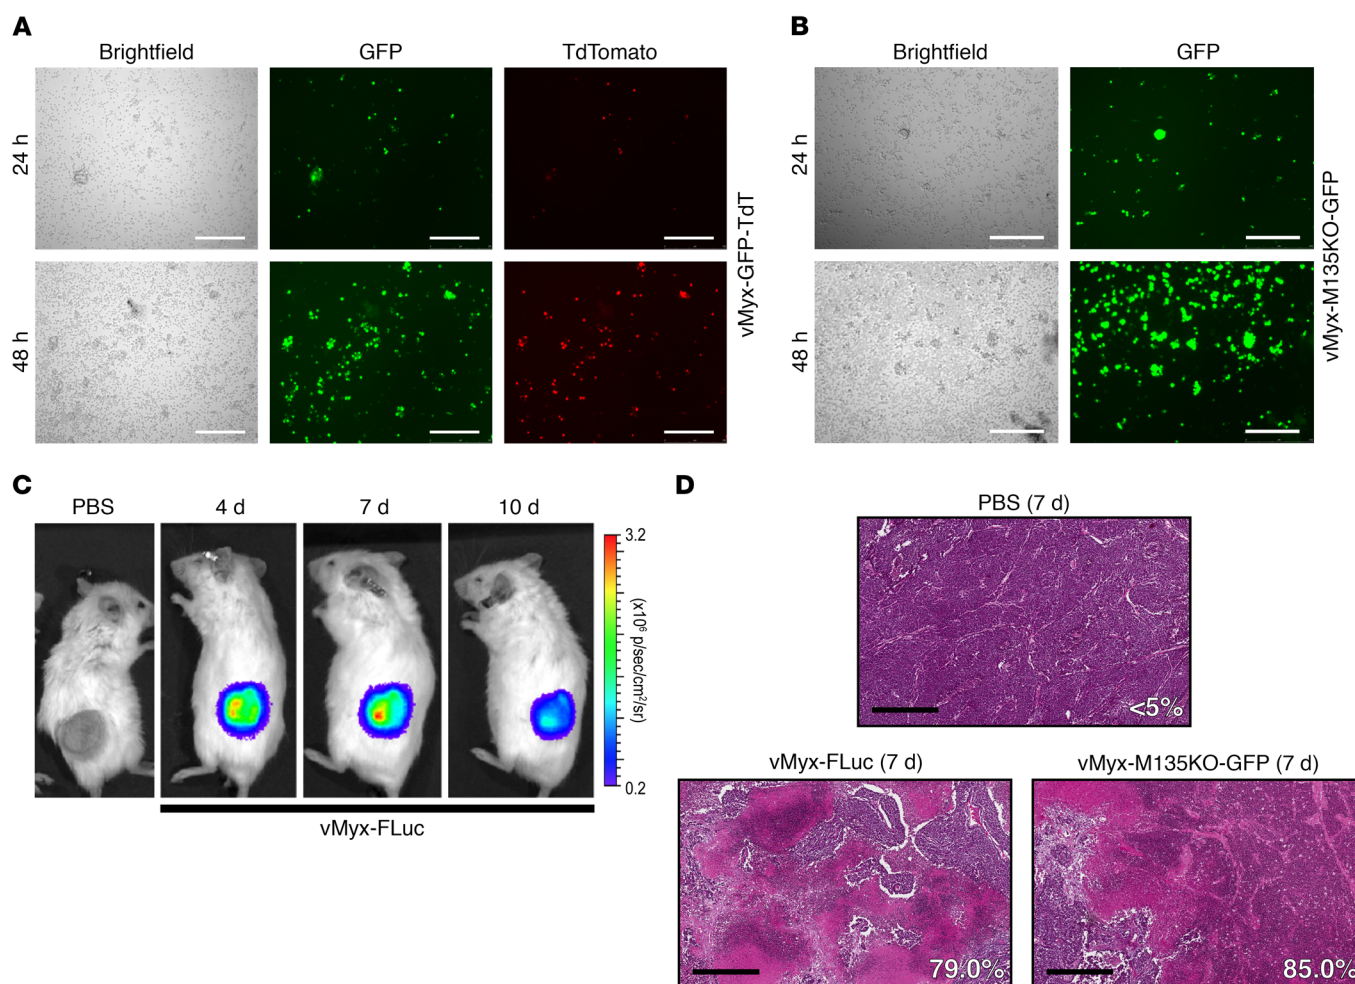 A
Brightfield GFP TdTomato
24 h
48 h
vMyx-GFP-TdT
B
Brightfield GFP
24 h
48 h
vMyx-M135KO-GFP
C
PBS 4 d 7 d 10 d
3.2
(x10⁶ p/sec/cm²/sr)
0.2
vMyx-FLuc
D
PBS (7 d)
<5%
vMyx-FLuc (7 d) vMyx-M135KO-GFP (7 d)
79.0% 85.0%